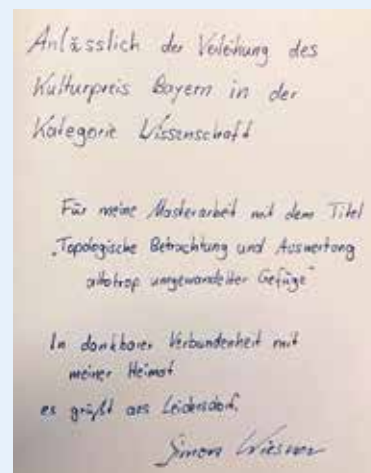 Anlässlich der Verleihung des
Kulturpreis Bayern in der
Kategorie Wissenschaft
Für meine Masterarbeit mit dem Titel
„Topologische Betrachtung und Auswertung
allotrop umgewandelter Gefüge“
In dankbarer Verbundenheit mit
meiner Heimat
es grüßt aus Leidersdorf.
Simon Wiesner